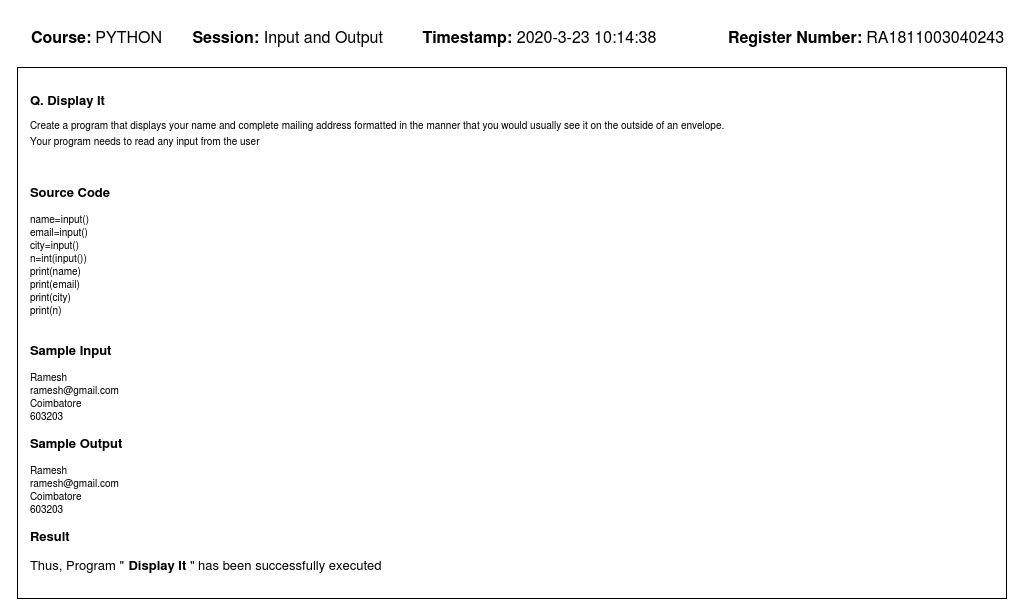 Course: PYTHON Session: Input and Output Timestamp: 2020-3-23 10:14:38 Register Number: RA1811003040243
Q. Display It
Create a program that displays your name and complete mailing address formatted in the manner that you would usually see it on the outside of an envelope.
Your program needs to read any input from the user
Source Code
name=input()
email=input()
city=input()
n=int(input())
print(name)
print(email)
print(city)
print(n)
Sample Input
Ramesh
ramesh@gmail.com
Coimbatore
603203
Sample Output
Ramesh
ramesh@gmail.com
Coimbatore
603203
Result
Thus, Program " Display It " has been successfully executed